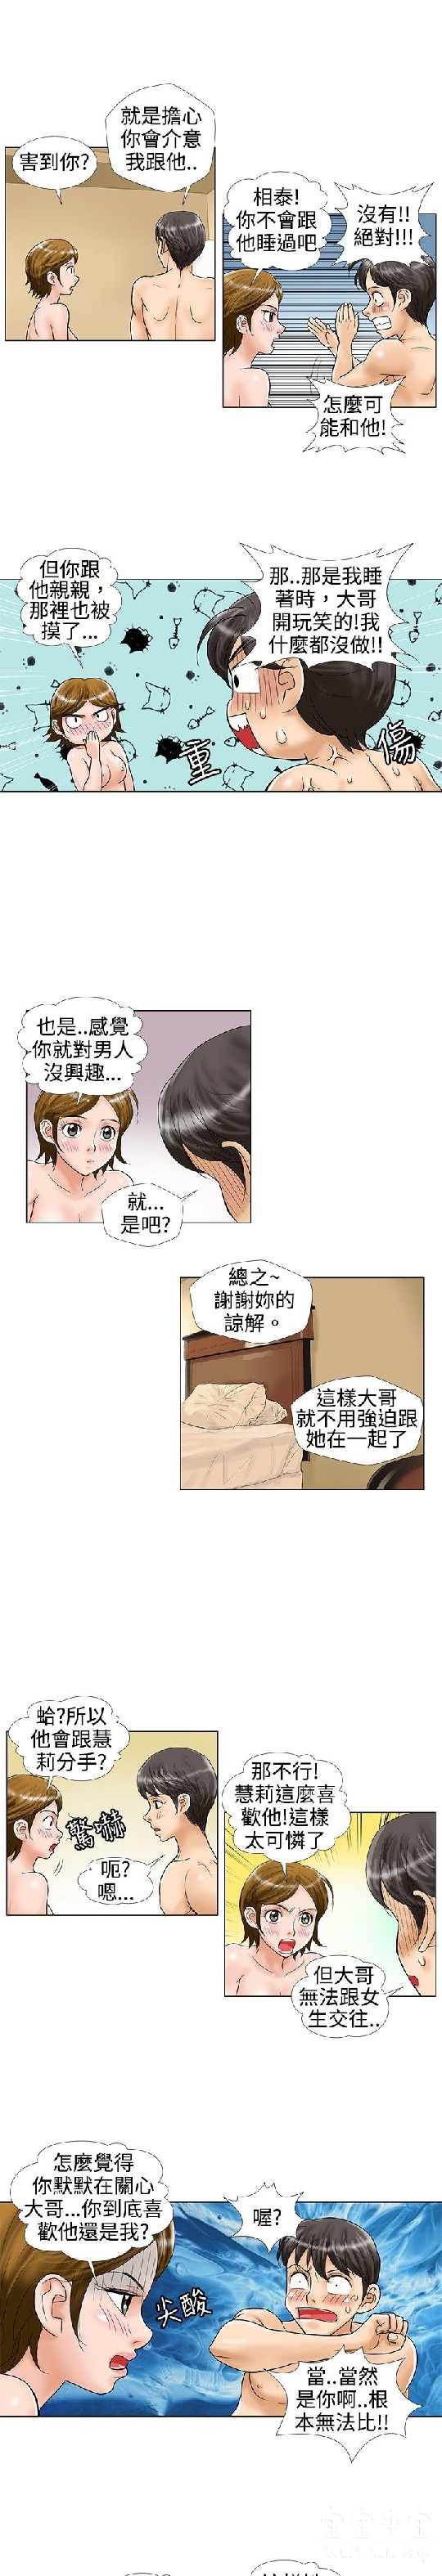 害到你?
就是擔心
你會介意
我跟他..
相泰!
你不會跟
他睡過吧
沒有!!
絕對!!!
怎麼可
能和他!
但你跟
他親親，
那裡也被
摸了...
那..那是我睡
著時，大哥
開玩笑的!我
什麼都沒做!!
重傷
也是..感覺
你就對男人
沒興趣...
就...
是吧?
總之~
謝謝妳的
諒解。
這樣大哥
就不用強迫跟
她在一起了
蛤?所以
他會跟慧
莉分手?
驚嚇
呃?
嗯...
那不行!
慧莉這麼喜
歡他!這樣
太可憐了
但大哥
無法跟女
生交往..
怎麼覺得
你默默在關心
大哥...你到底喜
歡他還是我?
喔?
尖酸
當..當然
是你啊..根
本無法比!!